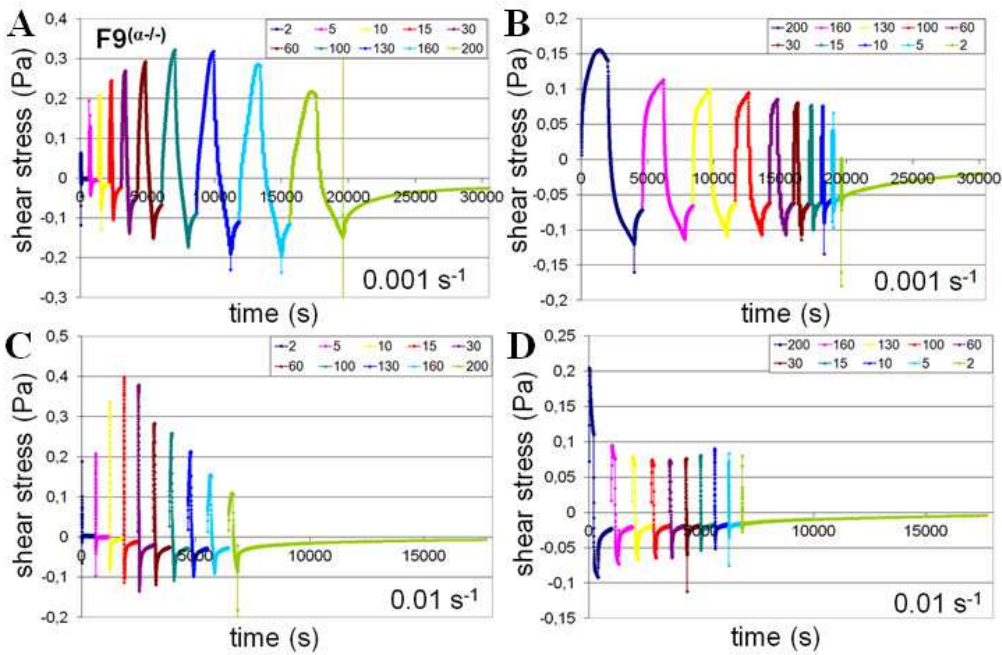 A
F9(α-/-)
shear stress (Pa)
0,4
0,3
0,2
0,1
0
-0,1
-0,2
-0,3
2 5 10 15 30
60 100 130 160 200
0 5000 10000 15000 20000 25000 30000
0.001 s-1
time (s)
B
shear stress (Pa)
0,2
0,15
0,1
0,05
0
-0,05
-0,1
-0,15
-0,2
200 160 130 100 60
30 15 10 5 2
0 5000 10000 15000 20000 25000 30000
0.001 s-1
time (s)
C
shear stress (Pa)
0,5
0,4
0,3
0,2
0,1
0
-0,1
-0,2
2 5 10 15 30
60 100 130 160 200
0 5000 10000 15000
0.01 s-1
time (s)
D
shear stress (Pa)
0,25
0,2
0,15
0,1
0,05
0
-0,05
-0,1
-0,15
200 160 130 100 60
30 15 10 5 2
0 5000 10000 15000
0.01 s-1
time (s)